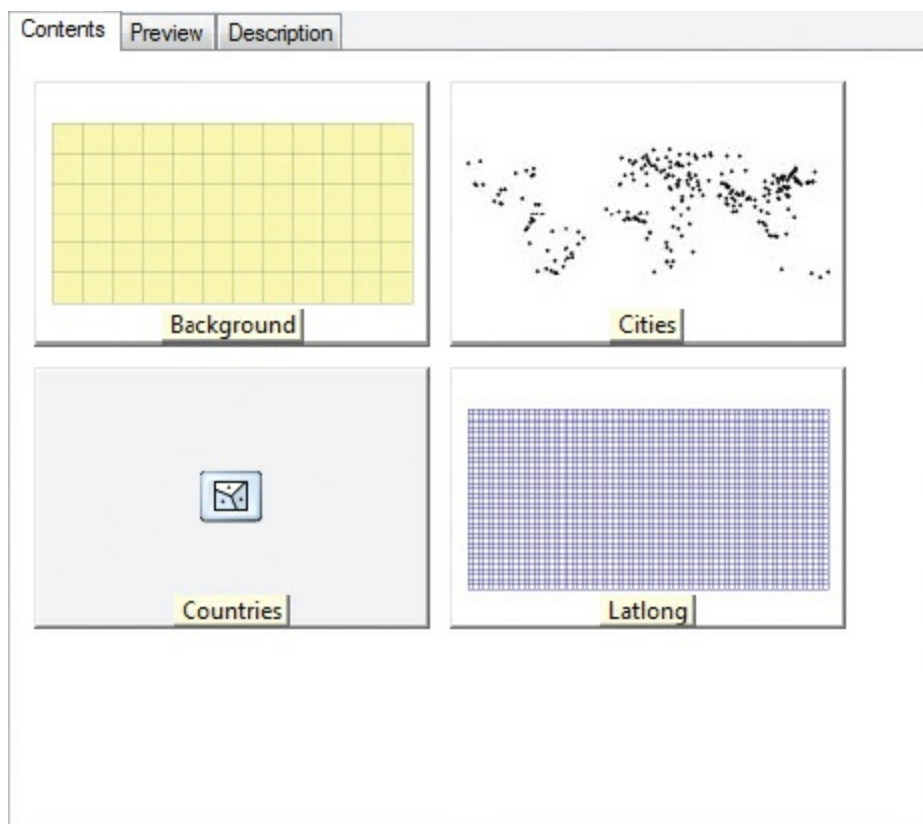 Contents
Preview
Description
Background
Cities
Countries
Latlong